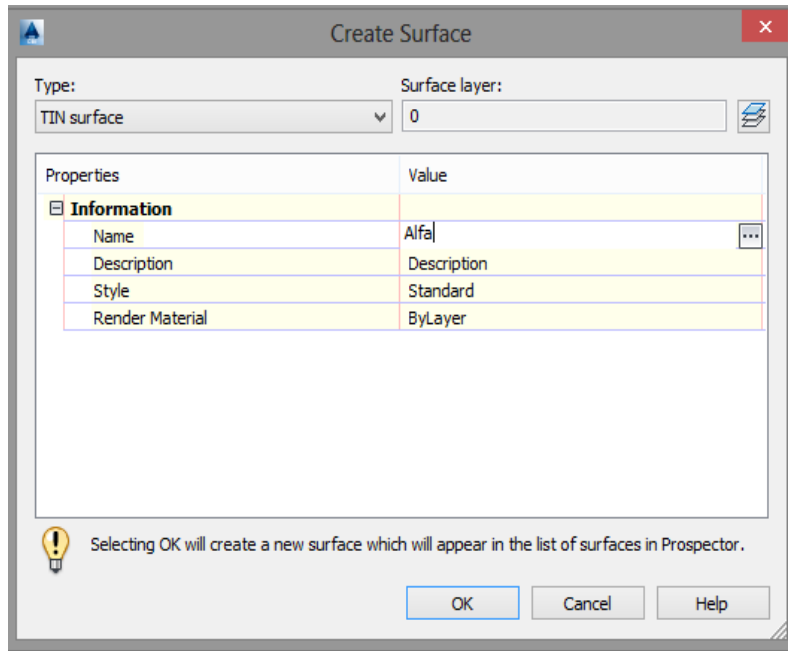 Create Surface
Type:
Surface layer:
TIN surface
0
Properties Value
Information
Name Alfa
Description Description
Style Standard
Render Material ByLayer
Selecting OK will create a new surface which will appear in the list of surfaces in Prospector.
OK Cancel Help